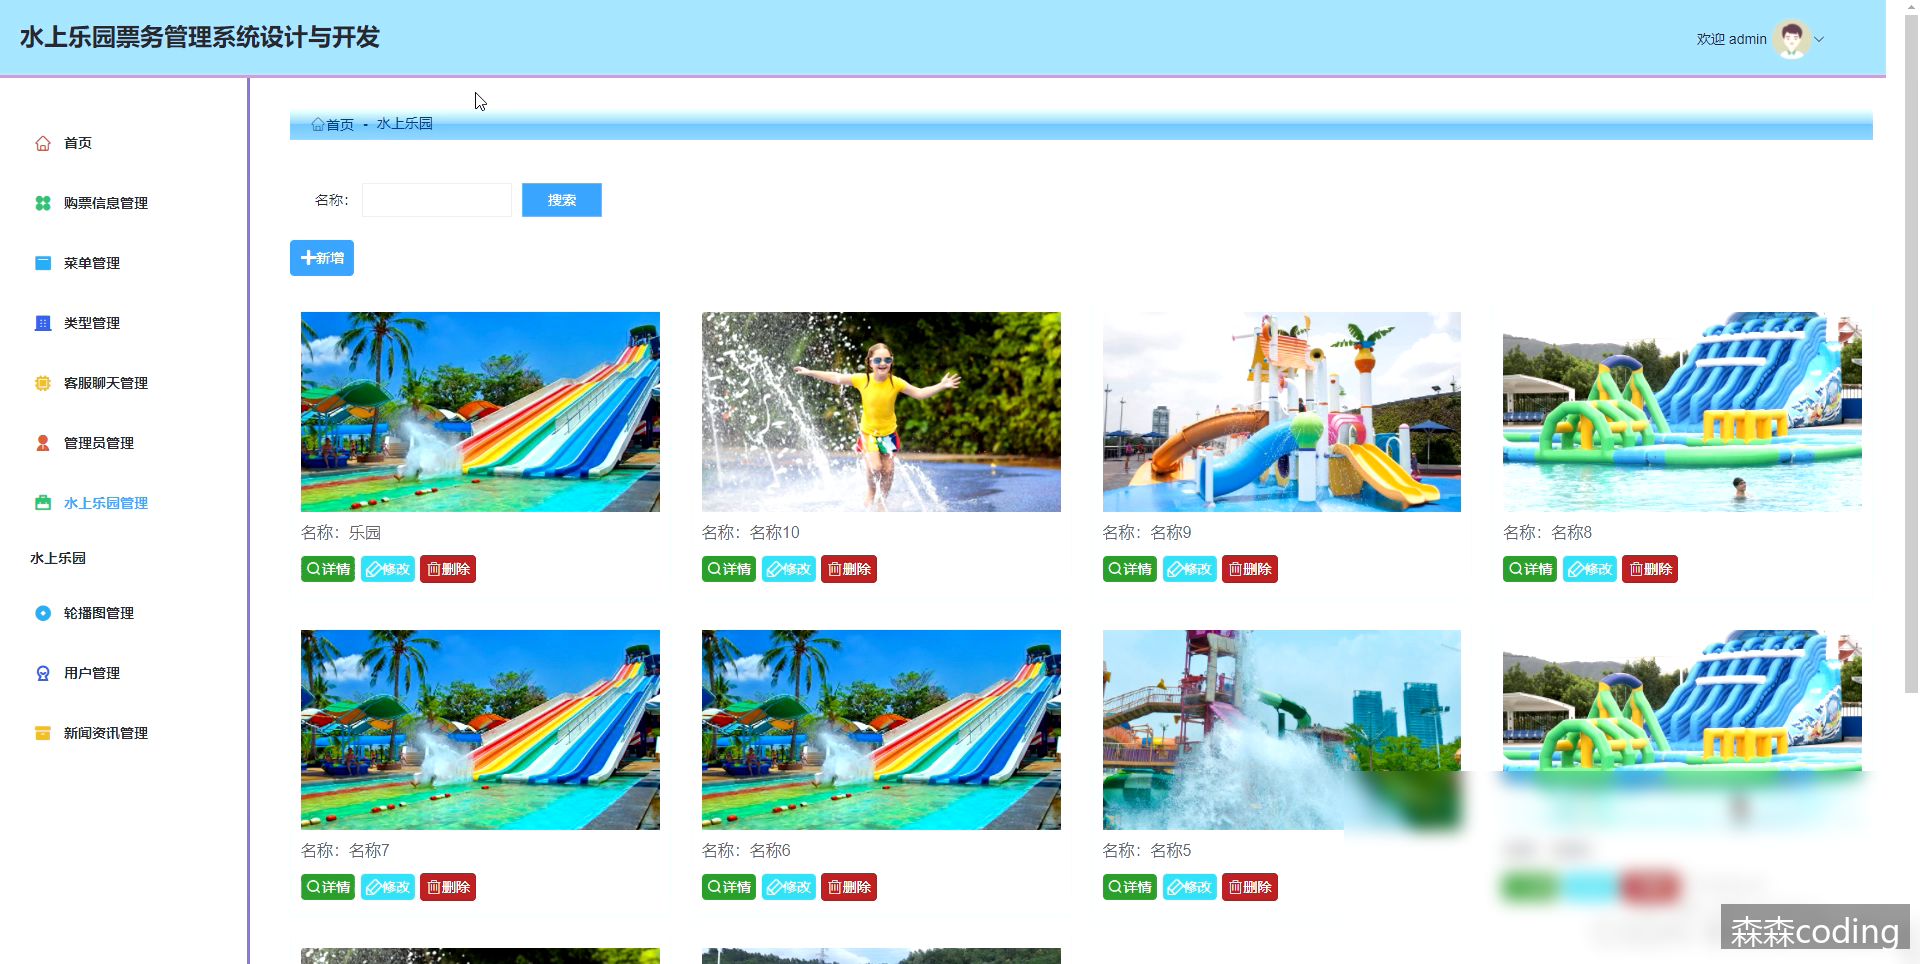 水上乐园票务管理系统设计与开发
欢迎 admin
首页 - 水上乐园
首页
购票信息管理
菜单管理
类型管理
客服聊天管理
管理员管理
水上乐园管理
水上乐园
轮播图管理
用户管理
新闻资讯管理
名称：
搜索
新增
名称：乐园
详情 修改 删除
名称：名称10
详情 修改 删除
名称：名称9
详情 修改 删除
名称：名称8
详情 修改 删除
名称：名称7
详情 修改 删除
名称：名称6
详情 修改 删除
名称：名称5
详情 修改 删除
森森coding